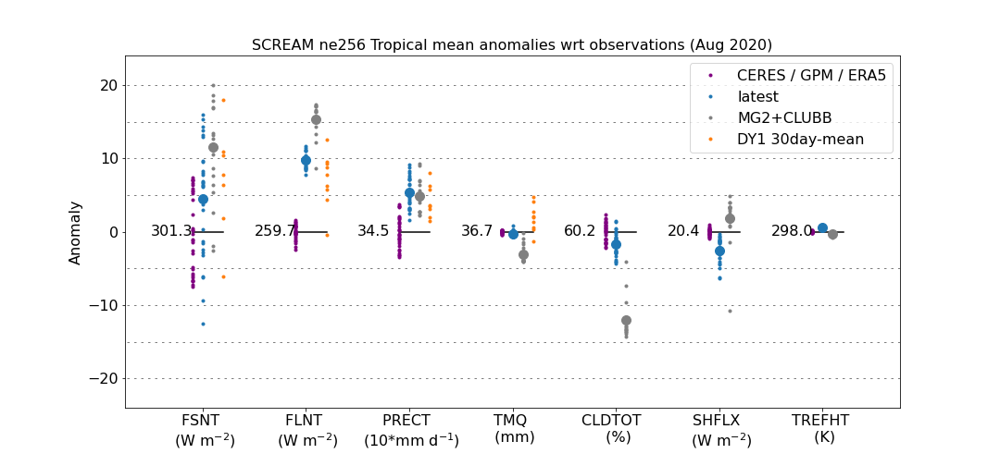 SCREAM ne256 Tropical mean anomalies wrt observations (Aug 2020)
CERES / GPM / ERA5
latest
MG2+CLUBB
DY1 30day-mean
Anomaly
20
10
0
−10
−20
301.3 259.7 34.5 36.7 60.2 20.4 298.0
FSNT FLNT PRECT TMQ CLDTOT SHFLX TREFHT
(W m⁻²) (W m⁻²) (10*mm d⁻¹) (mm) (%) (W m⁻²) (K)